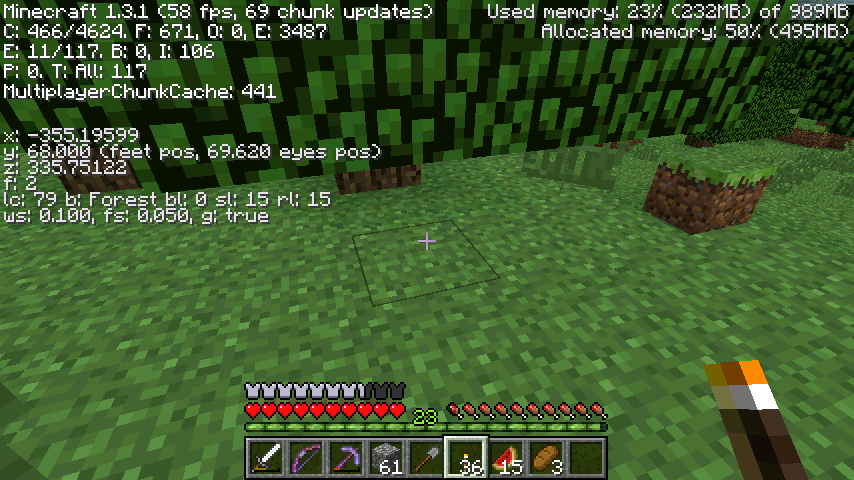 Minecraft 1.3.1 (58 fps, 69 chunk updates)
Used memory: 23% (232MB) of 989MB
C: 466/4624. F: 671, O: 0, E: 3487
Allocated memory: 50% (495MB)
E: 11/117. B: 0, I: 106
P: 0. T: All: 117
MultiplayerChunkCache: 441
x: -355.19599
y: 68.000 (feet pos, 69.620 eyes pos)
z: 335.75122
f: 2
lc: 79 b: Forest bl: 0 sl: 15 rl: 15
ws: 0.100, fs: 0.050, g: true
28
61
36
15
3